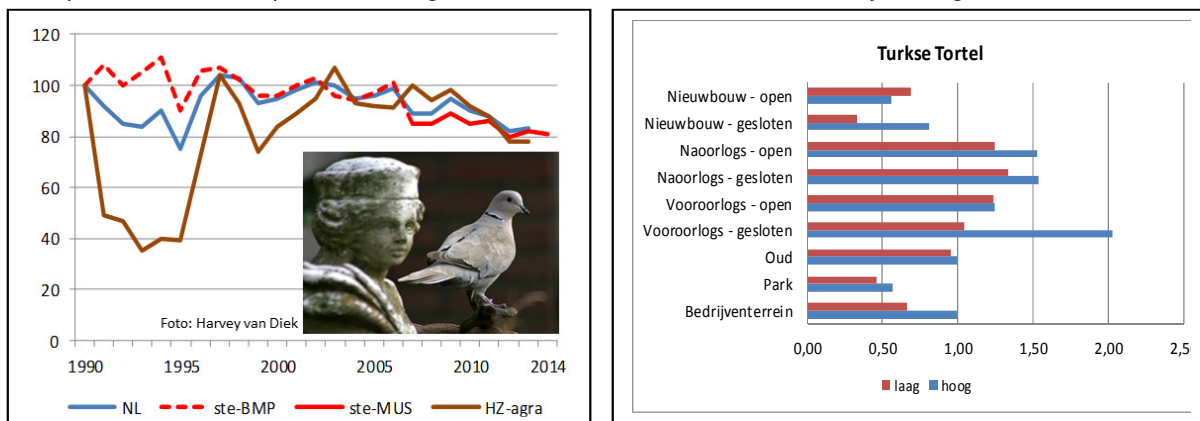 120
100
80
60
40
20
0
Foto: Harvey van Diek
1990 1995 2000 2005 2010 2014
NL ste-BMP ste-MUS HZ-agra
Turkse Tortel
Nieuwbouw - open
Nieuwbouw - gesloten
Naoorlogs - open
Naoorlogs - gesloten
Vooroorlogs - open
Vooroorlogs - gesloten
Oud
Park
Bedrijventerrein
0,00 0,50 1,00 1,50 2,00
laag hoog